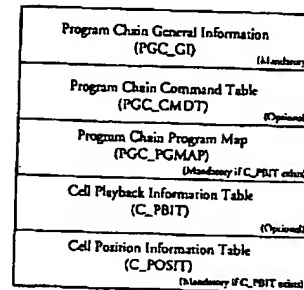 Program Chain General Information
(PGC_GI)
(Mandatory)
Program Chain Command Table
(PGC_CMDT)
(Optional)
Program Chain Program Map
(PGC_PGMAP)
(Mandatory if C_PBIT exists)
Cell Playback Information Table
(C_PBIT)
(Optional)
Cell Position Information Table
(C_POSIT)
(Mandatory if C_PBIT exists)